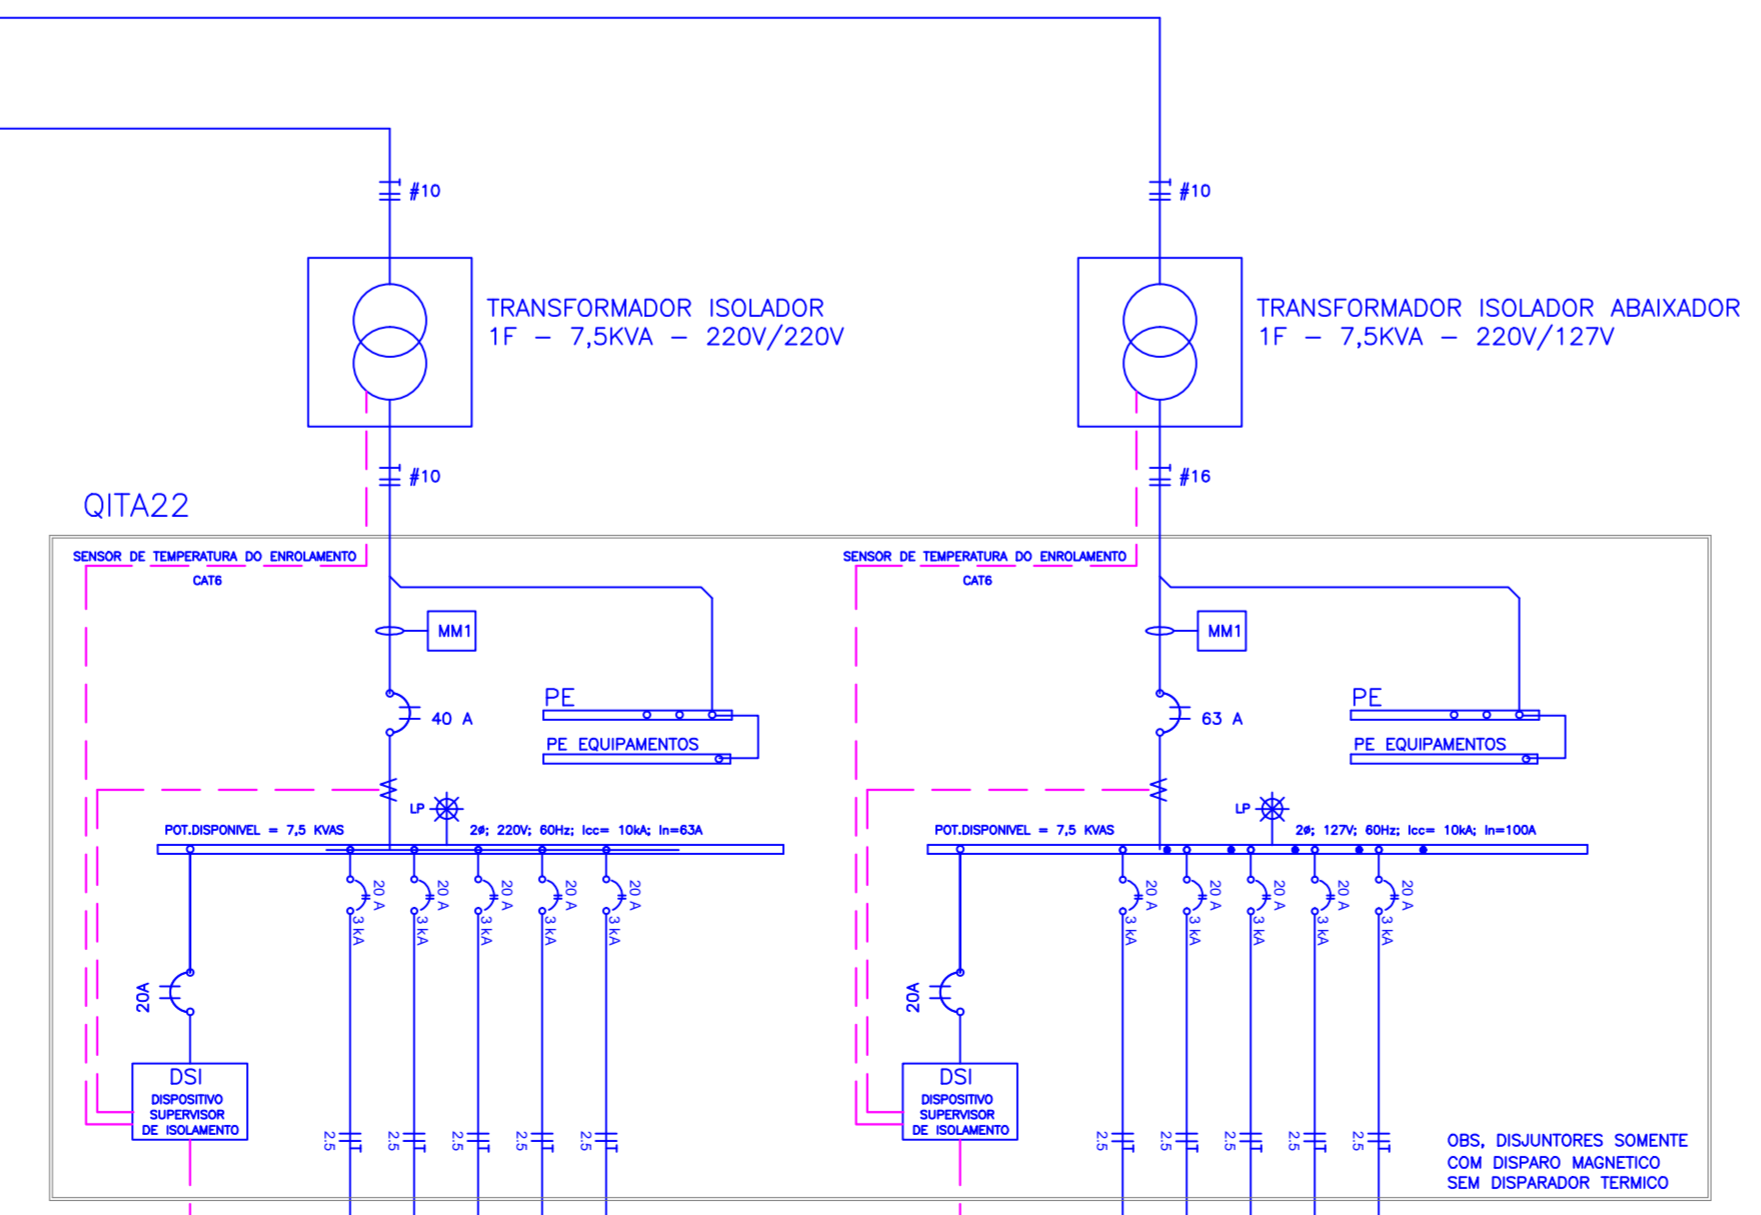 #10
#10
TRANSFORMADOR ISOLADOR
1F - 7,5KVA - 220V/220V
TRANSFORMADOR ISOLADOR ABAIXADOR
1F - 7,5KVA - 220V/127V
#10
#16
QITA22
SENSOR DE TEMPERATURA DO ENROLAMENTO
CAT6
MM1
PE
40 A
PE EQUIPAMENTOS
LP
POT.DISPONIVEL = 7,5 KVAS
2ø; 220V; 60Hz; Icc= 10kA; In=63A
20 A
20 A
20 A
20 A
20 A
3 kA
3 kA
3 kA
3 kA
3 kA
20A
DSI
DISPOSITIVO
SUPERVISOR
DE ISOLAMENTO
2.5
2.5
2.5
2.5
2.5
SENSOR DE TEMPERATURA DO ENROLAMENTO
CAT6
MM1
PE
63 A
PE EQUIPAMENTOS
LP
POT.DISPONIVEL = 7,5 KVAS
2ø; 127V; 60Hz; Icc= 10kA; In=100A
20 A
20 A
20 A
20 A
20 A
3 kA
3 kA
3 kA
3 kA
3 kA
20A
DSI
DISPOSITIVO
SUPERVISOR
DE ISOLAMENTO
2.5
2.5
2.5
2.5
2.5
OBS, DISJUNTORES SOMENTE
COM DISPARO MAGNETICO
SEM DISPARADOR TERMICO